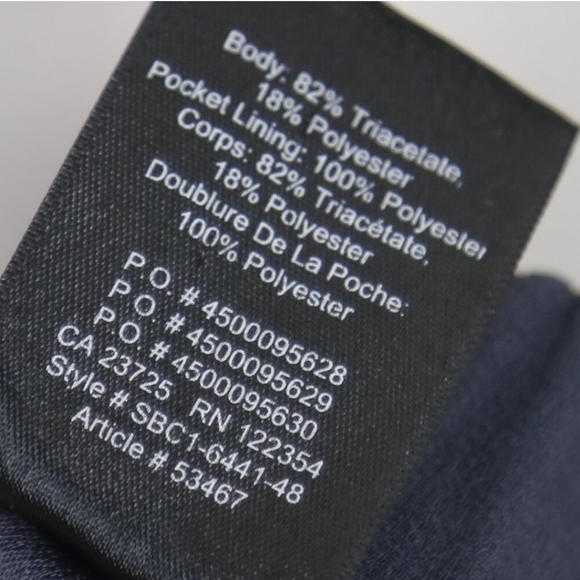 Body: 82% Triacetate,
18% Polyester
Pocket Lining: 100% Polyester
Corps: 82% Triacétate,
18% Polyester
Doublure De La Poche:
100% Polyester
P.O. # 4500095628
P.O. # 4500095629
P.O. # 4500095630
CA 23725 RN 122354
Style # SBC1-6441-48
Article # 53467